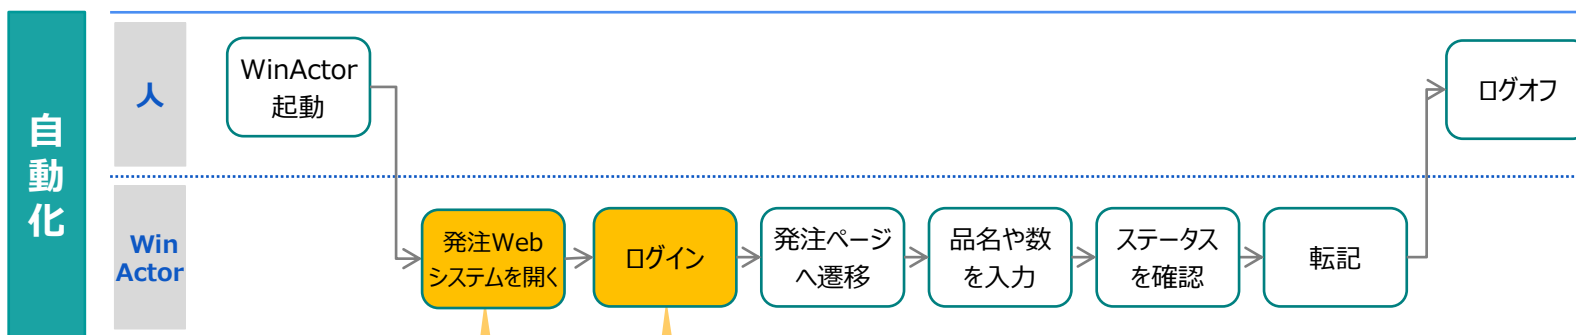 自動化
人
WinActor
起動
ログオフ
Win
Actor
発注Web
システムを開く
ログイン
発注ページ
へ遷移
品名や数
を入力
ステータス
を確認
転記